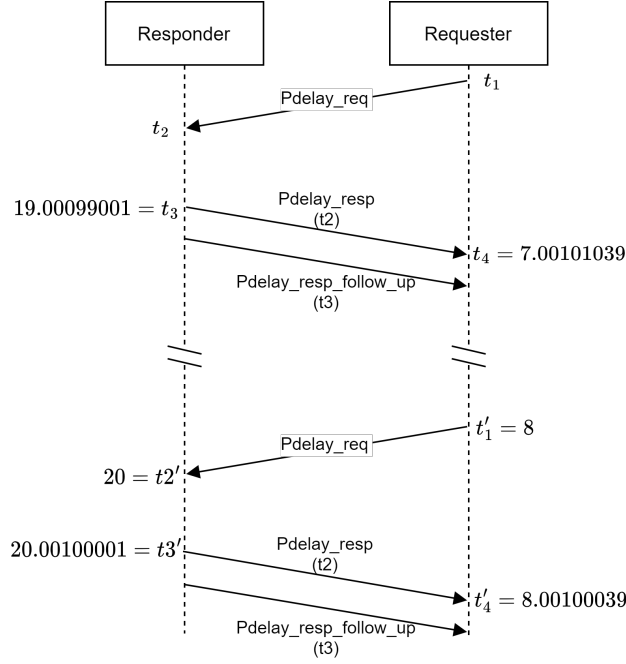 Responder
Requester
t₁
Pdelay_req
t₂
Pdelay_resp
(t2)
19.00099001 = t₃
t₄ = 7.00101039
Pdelay_resp_follow_up
(t3)
t′₁ = 8
Pdelay_req
20 = t2′
Pdelay_resp
(t2)
20.00100001 = t3′
t′₄ = 8.00100039
Pdelay_resp_follow_up
(t3)